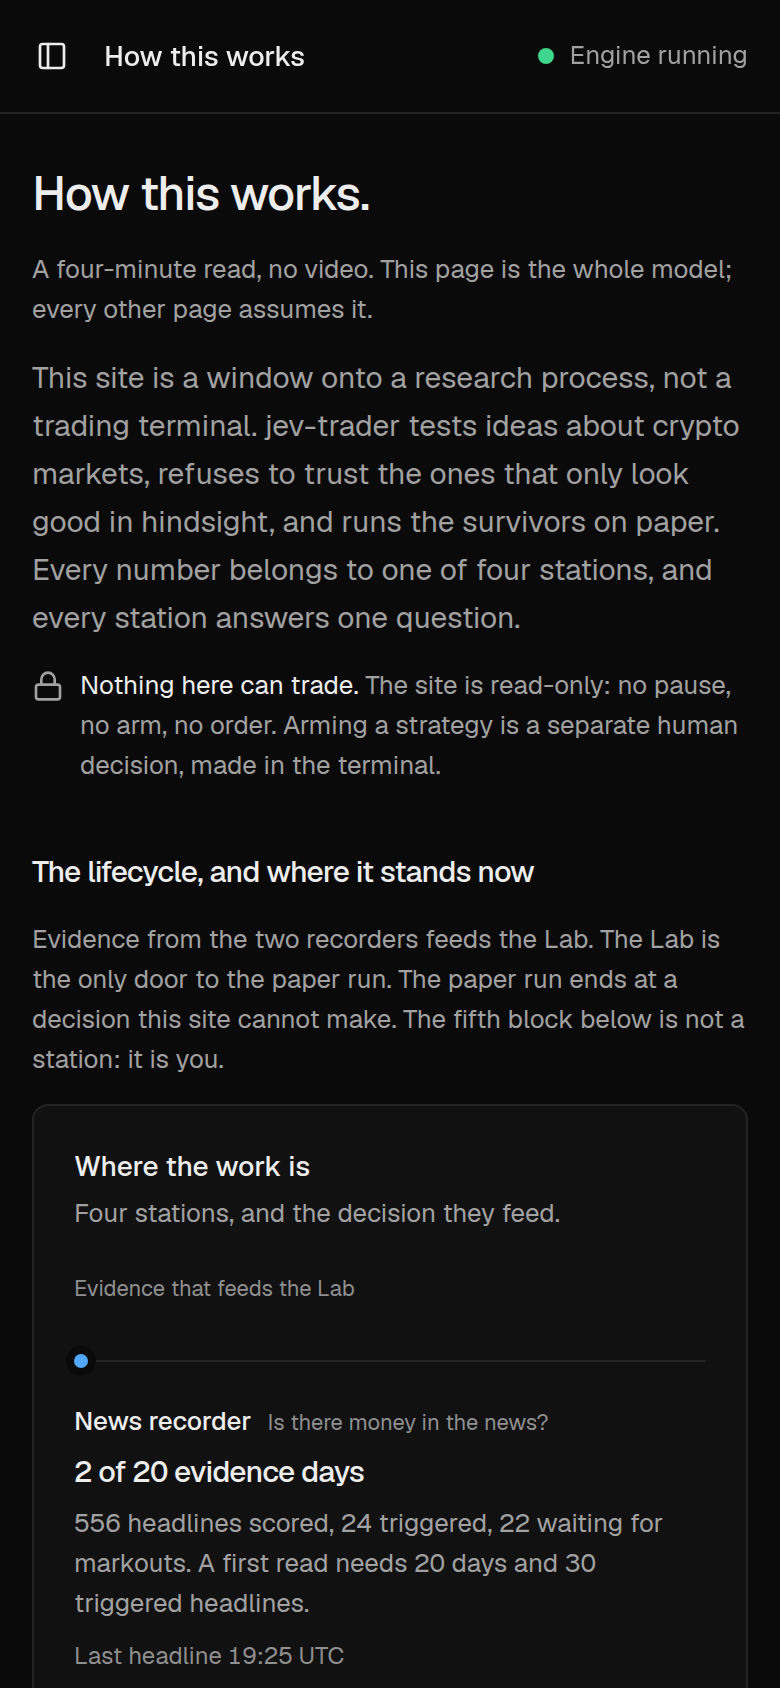 How this works
Engine running
How this works.
A four-minute read, no video. This page is the whole model;
every other page assumes it.
This site is a window onto a research process, not a
trading terminal. jev-trader tests ideas about crypto
markets, refuses to trust the ones that only look
good in hindsight, and runs the survivors on paper.
Every number belongs to one of four stations, and
every station answers one question.
Nothing here can trade. The site is read-only: no pause,
no arm, no order. Arming a strategy is a separate human
decision, made in the terminal.
The lifecycle, and where it stands now
Evidence from the two recorders feeds the Lab. The Lab is
the only door to the paper run. The paper run ends at a
decision this site cannot make. The fifth block below is not a
station: it is you.
Where the work is
Four stations, and the decision they feed.
Evidence that feeds the Lab
News recorder Is there money in the news?
2 of 20 evidence days
556 headlines scored, 24 triggered, 22 waiting for
markouts. A first read needs 20 days and 30
triggered headlines.
Last headline 19:25 UTC